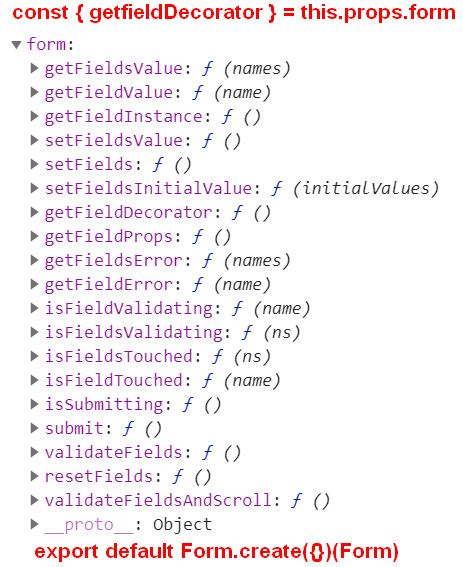 const { getfieldDecorator } = this.props.form
▼ form:
▶ getFieldsValue: ƒ (names)
▶ getFieldValue: ƒ (name)
▶ getFieldInstance: ƒ ()
▶ setFieldsValue: ƒ ()
▶ setFields: ƒ ()
▶ setFieldsInitialValue: ƒ (initialValues)
▶ getFieldDecorator: ƒ ()
▶ getFieldProps: ƒ ()
▶ getFieldsError: ƒ (names)
▶ getFieldError: ƒ (name)
▶ isFieldValidating: ƒ (name)
▶ isFieldsValidating: ƒ (ns)
▶ isFieldsTouched: ƒ (ns)
▶ isFieldTouched: ƒ (name)
▶ isSubmitting: ƒ ()
▶ submit: ƒ ()
▶ validateFields: ƒ ()
▶ resetFields: ƒ ()
▶ validateFieldsAndScroll: ƒ ()
▶ __proto__: Object
export default Form.create({})(Form)